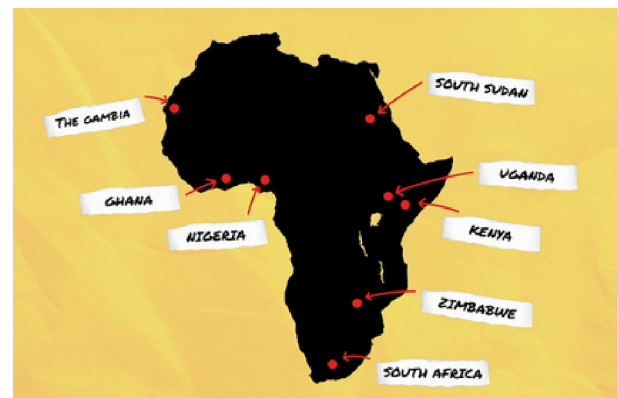 SOUTH SUDAN
THE GAMBIA
UGANDA
GHANA
NIGERIA
KENYA
ZIMBABWE
SOUTH AFRICA